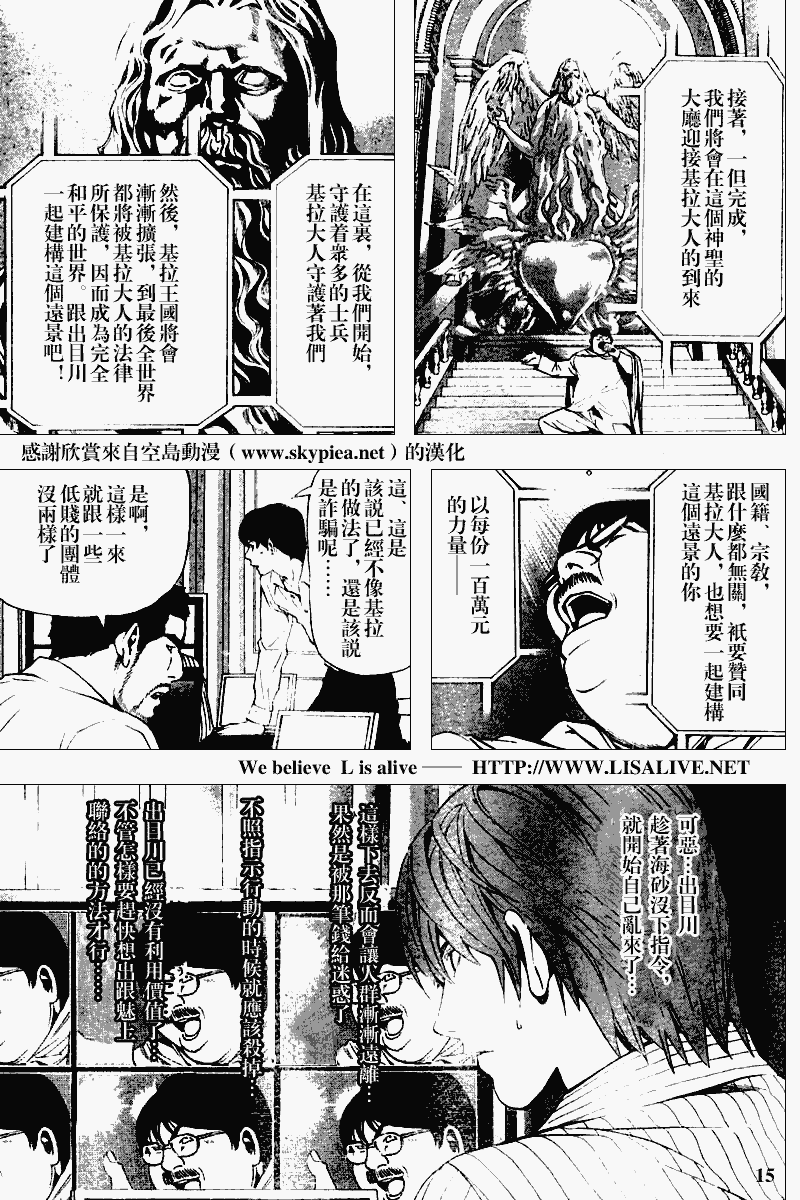 接著，一但完成，
我們將會在這個神聖的
大廳迎接基拉大人的到來
在這裏，從我們開始，
守護着衆多的士兵
基拉大人守護著我們
然後，基拉王國將會
漸漸擴張，到最後全世界
都將被基拉大人的法律
所保護，因而成為完全
和平的世界。跟出目川
一起建構這個遠景吧！
感謝欣賞來自空島動漫（www.skypiea.net）的漢化
國籍、宗教，
跟什麼都無關，衹要贊同
基拉大人，也想要一起建構
這個遠景的你
以每份一百萬元
的力量——
這、這是
該説已經不像基拉
的做法了，還是該説
是詐騙呢……
是啊，
這樣一來
就跟一些
低賤的團體
沒兩樣了
We believe L is alive —— HTTP://WWW.LISALIVE.NET
可惡…出目川
趁著海砂沒下指令，
就開始自己亂來了…
這樣下去反而會讓人群漸漸遠離…
果然是被那筆錢給迷惑了
不照指示行動的時候就應該殺掉…
出目川已經沒有利用價值了…
不管怎樣要趕快想出跟魅上
聯絡的的方法才行……
15